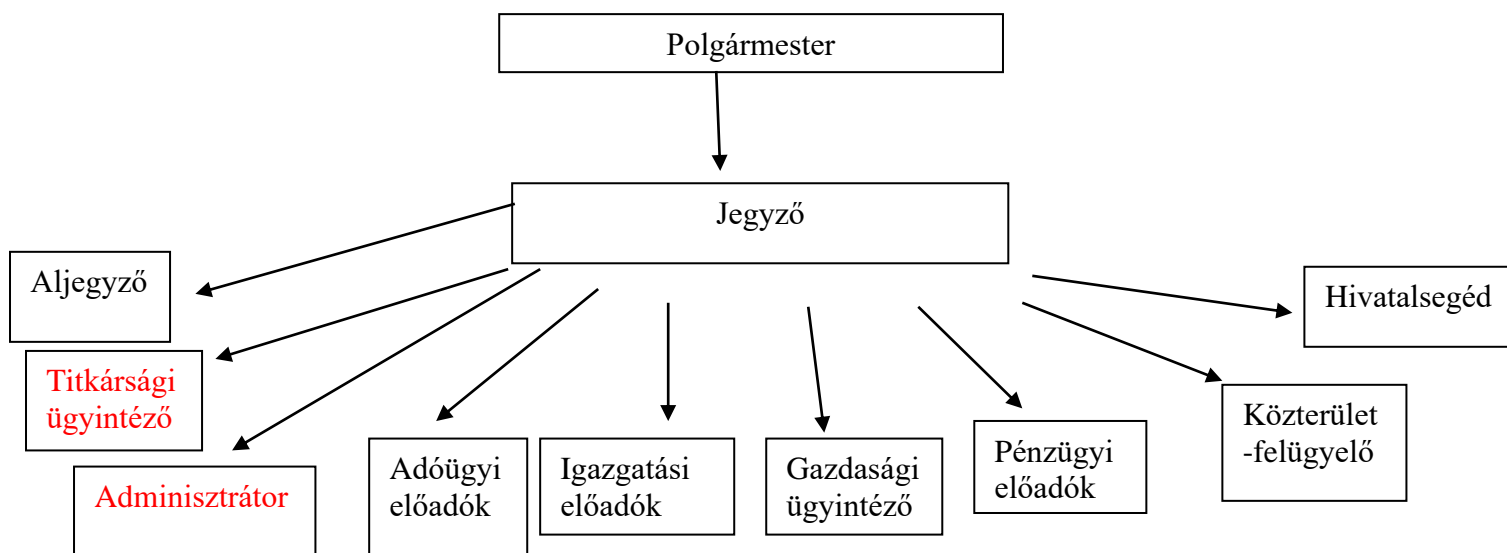 Polgármester
Jegyző
Aljegyző
Hivatalsegéd
Titkársági
ügyintéző
Közterület
-felügyelő
Adminisztrátor
Adóügyi
előadók
Igazgatási
előadók
Gazdasági
ügyintéző
Pénzügyi
előadók